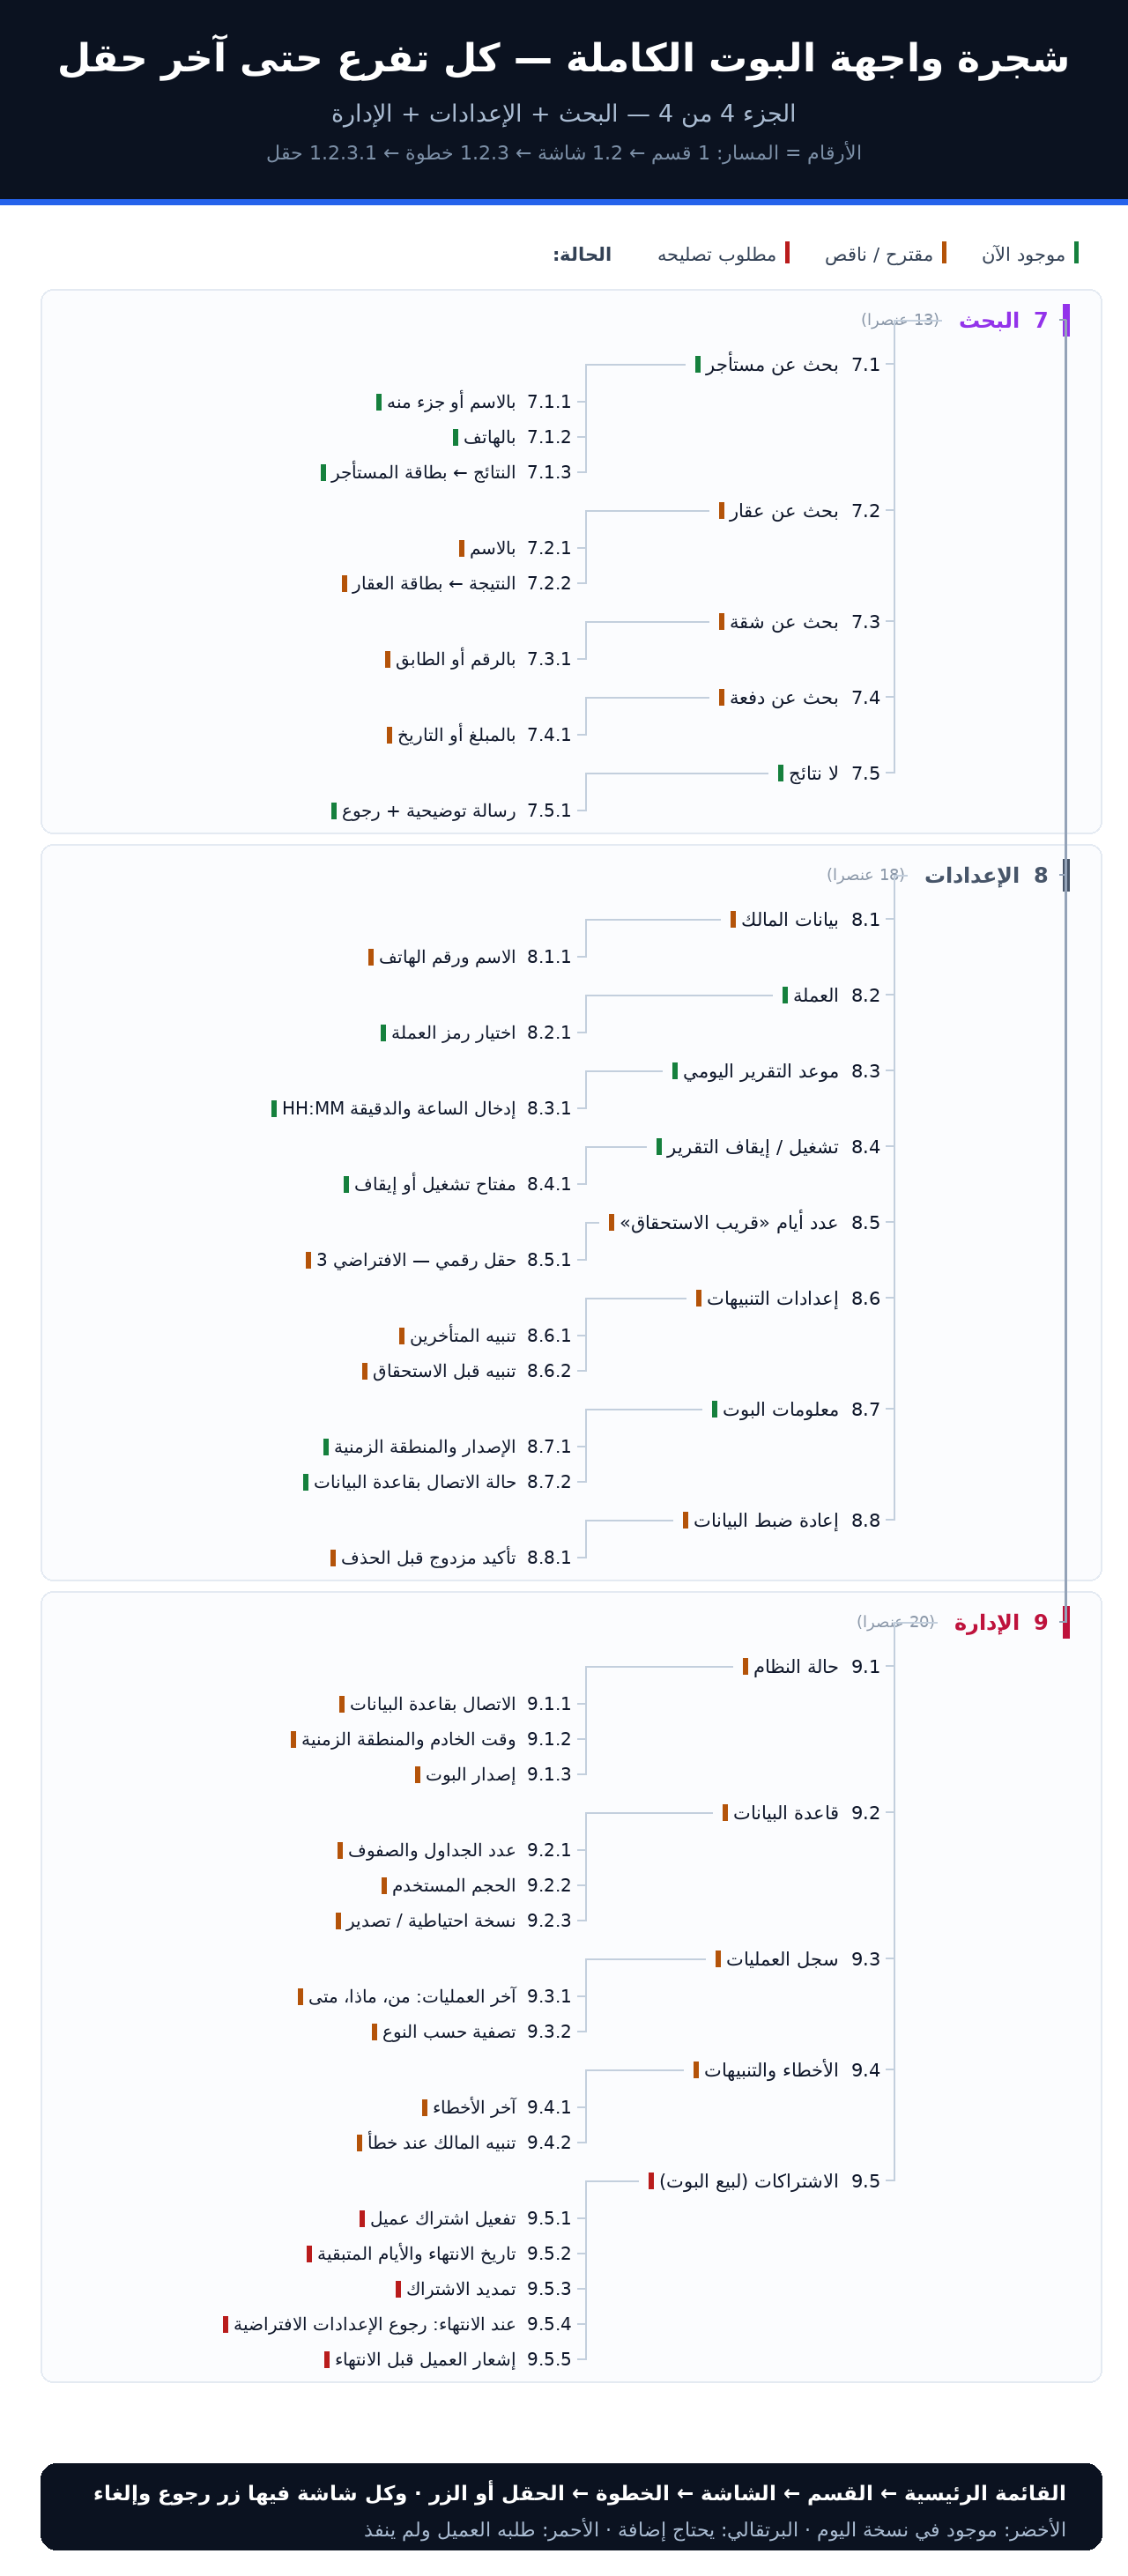 شجرة واجهة البوت الكاملة — كل تفرع حتى آخر حقل
الجزء 4 من 4 — البحث + الإعدادات + الإدارة
الأرقام = المسار: 1 قسم ← 1.2 شاشة ← 1.2.3 خطوة ← 1.2.3.1 حقل
موجود الآن مقترح / ناقص مطلوب تصليحه الحالة:
7 البحث (13 عنصرا)
7.1 بحث عن مستأجر
7.1.1 بالاسم أو جزء منه
7.1.2 بالهاتف
7.1.3 النتائج ← بطاقة المستأجر
7.2 بحث عن عقار
7.2.1 بالاسم
7.2.2 النتيجة ← بطاقة العقار
7.3 بحث عن شقة
7.3.1 بالرقم أو الطابق
7.4 بحث عن دفعة
7.4.1 بالمبلغ أو التاريخ
7.5 لا نتائج
7.5.1 رسالة توضيحية + رجوع
8 الإعدادات (18 عنصرا)
8.1 بيانات المالك
8.1.1 الاسم ورقم الهاتف
8.2 العملة
8.2.1 اختيار رمز العملة
8.3 موعد التقرير اليومي
8.3.1 إدخال الساعة والدقيقة HH:MM
8.4 تشغيل / إيقاف التقرير
8.4.1 مفتاح تشغيل أو إيقاف
8.5 عدد أيام «قريب الاستحقاق»
8.5.1 حقل رقمي — الافتراضي 3
8.6 إعدادات التنبيهات
8.6.1 تنبيه المتأخرين
8.6.2 تنبيه قبل الاستحقاق
8.7 معلومات البوت
8.7.1 الإصدار والمنطقة الزمنية
8.7.2 حالة الاتصال بقاعدة البيانات
8.8 إعادة ضبط البيانات
8.8.1 تأكيد مزدوج قبل الحذف
9 الإدارة (20 عنصرا)
9.1 حالة النظام
9.1.1 الاتصال بقاعدة البيانات
9.1.2 وقت الخادم والمنطقة الزمنية
9.1.3 إصدار البوت
9.2 قاعدة البيانات
9.2.1 عدد الجداول والصفوف
9.2.2 الحجم المستخدم
9.2.3 نسخة احتياطية / تصدير
9.3 سجل العمليات
9.3.1 آخر العمليات: من، ماذا، متى
9.3.2 تصفية حسب النوع
9.4 الأخطاء والتنبيهات
9.4.1 آخر الأخطاء
9.4.2 تنبيه المالك عند خطأ
9.5 الاشتراكات (لبيع البوت)
9.5.1 تفعيل اشتراك عميل
9.5.2 تاريخ الانتهاء والأيام المتبقية
9.5.3 تمديد الاشتراك
9.5.4 عند الانتهاء: رجوع الإعدادات الافتراضية
9.5.5 إشعار العميل قبل الانتهاء
القائمة الرئيسية ← القسم ← الشاشة ← الخطوة ← الحقل أو الزر · وكل شاشة فيها زر رجوع وإلغاء
الأخضر: موجود في نسخة اليوم · البرتقالي: يحتاج إضافة · الأحمر: طلبه العميل ولم ينفذ